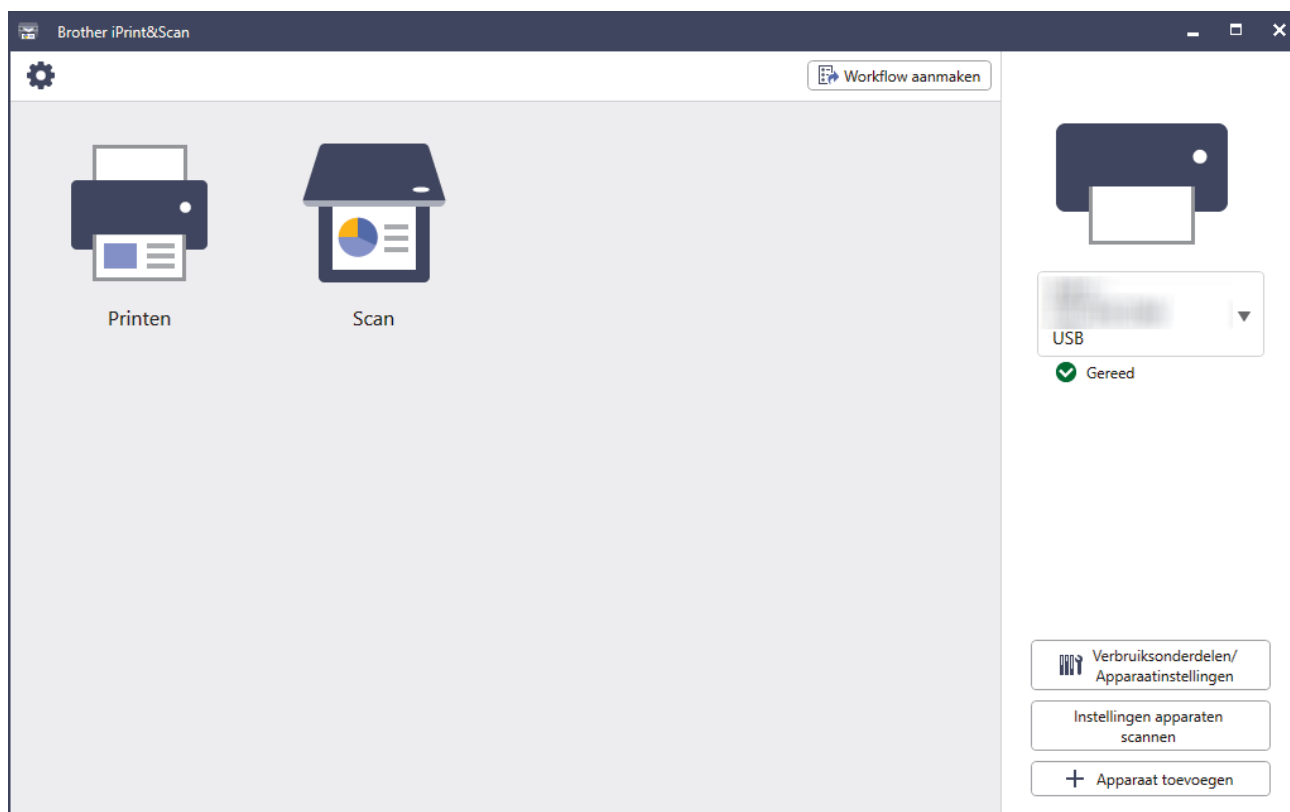 Brother iPrint&Scan
Workflow aanmaken
Printen
Scan
USB
Gereed
Verbruiksonderdelen/
Apparaatinstellingen
Instellingen apparaten
scannen
Apparaat toevoegen